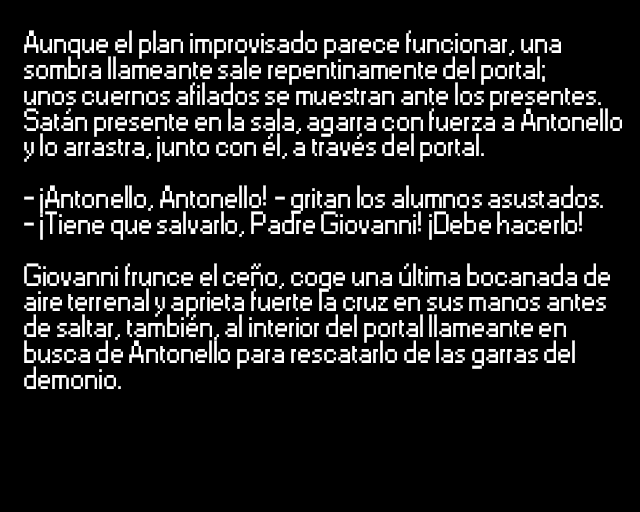 Aunque el plan improvisado parece funcionar, una
sombra llameante sale repentinamente del portal;
unos cuernos afilados se muestran ante los presentes.
Satán presente en la sala, agarra con fuerza a Antonello
y lo arrastra, junto con él, a través del portal.
- ¡Antonello, Antonello! - gritan los alumnos asustados.
- ¡Tiene que salvarlo, Padre Giovanni! ¡Debe hacerlo!
Giovanni frunce el ceño, coge una última bocanada de
aire terrenal y aprieta fuerte la cruz en sus manos antes
de saltar, también, al interior del portal llameante en
busca de Antonello para rescatarlo de las garras del
demonio.